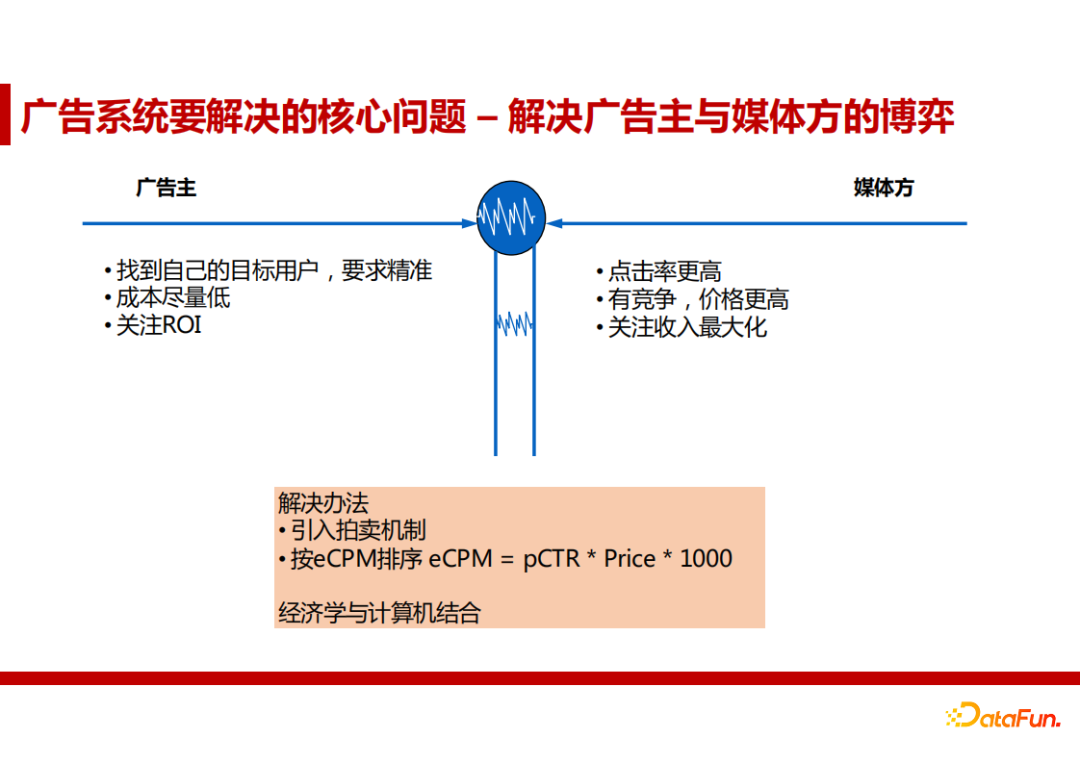 广告系统要解决的核心问题 – 解决广告主与媒体方的博弈
广告主
媒体方
• 找到自己的目标用户，要求精准
• 成本尽量低
• 关注ROI
• 点击率更高
• 有竞争，价格更高
• 关注收入最大化
解决办法
• 引入拍卖机制
• 按eCPM排序 eCPM = pCTR * Price * 1000
经济学与计算机结合
DataFun.